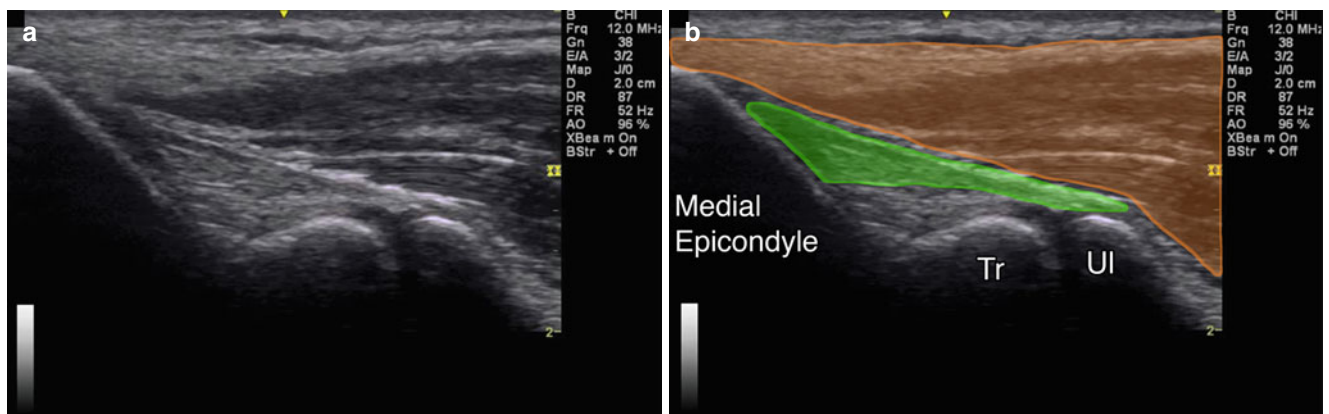 a
B CHI
Frq 12.0 MHz
Gn 38
E/A 3/2
Map J/0
D 2.0 cm
DR 87
FR 52 Hz
AO 96 %
XBeam On
BStr + Off
2
b
B CHI
Frq 12.0 MHz
Gn 38
E/A 3/2
Map J/0
D 2.0 cm
DR 87
FR 52 Hz
AO 96 %
XBeam On
BStr + Off
Medial
Epicondyle
Tr
Ul
2